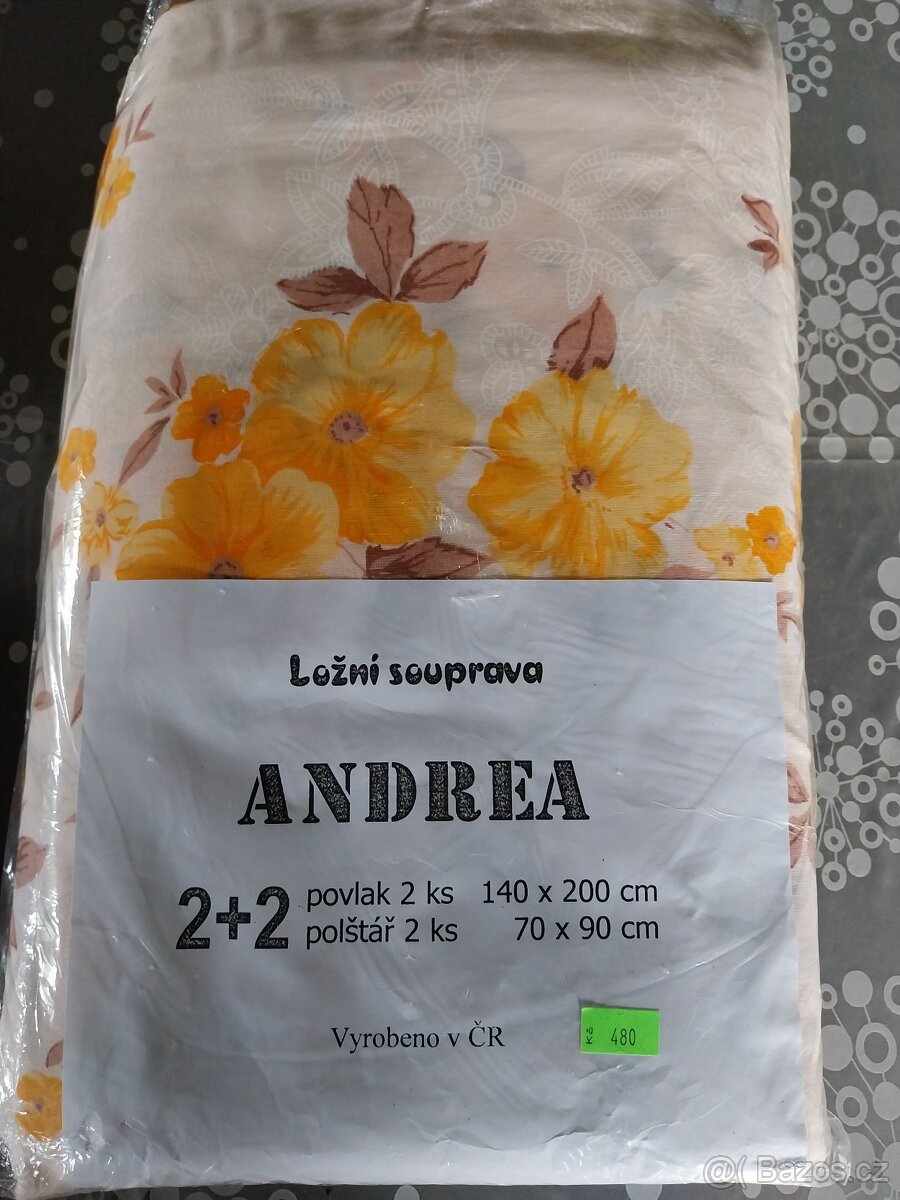 Ložní souprava
ANDREA
2+2 povlak 2 ks 140 x 200 cm
polštář 2 ks 70 x 90 cm
Vyrobeno v ČR
Kč 480
@( Bazos.cz